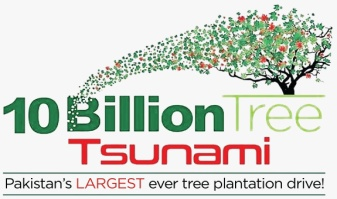 10 Billion Tree
Tsunami
Pakistan's LARGEST ever tree plantation drive!